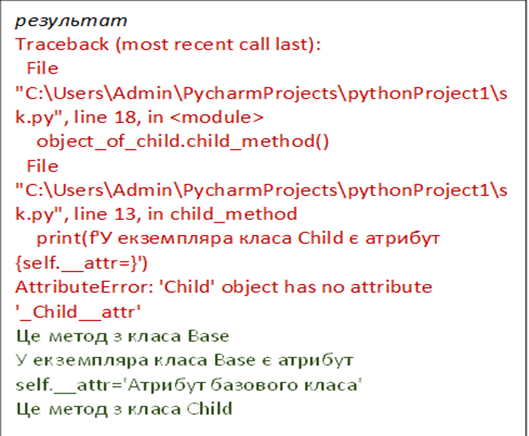 результат
Traceback (most recent call last):
File
"C:\Users\Admin\PycharmProjects\pythonProject1\s
k.py", line 18, in <module>
object_of_child.child_method()
File
"C:\Users\Admin\PycharmProjects\pythonProject1\s
k.py", line 13, in child_method
print(f'У екземпляра класа Child є атрибут
{self.__attr=}')
AttributeError: 'Child' object has no attribute
'_Child__attr'
Це метод з класа Base
У екземпляра класа Base є атрибут
self.__attr='Атрибут базового класа'
Це метод з класа Child